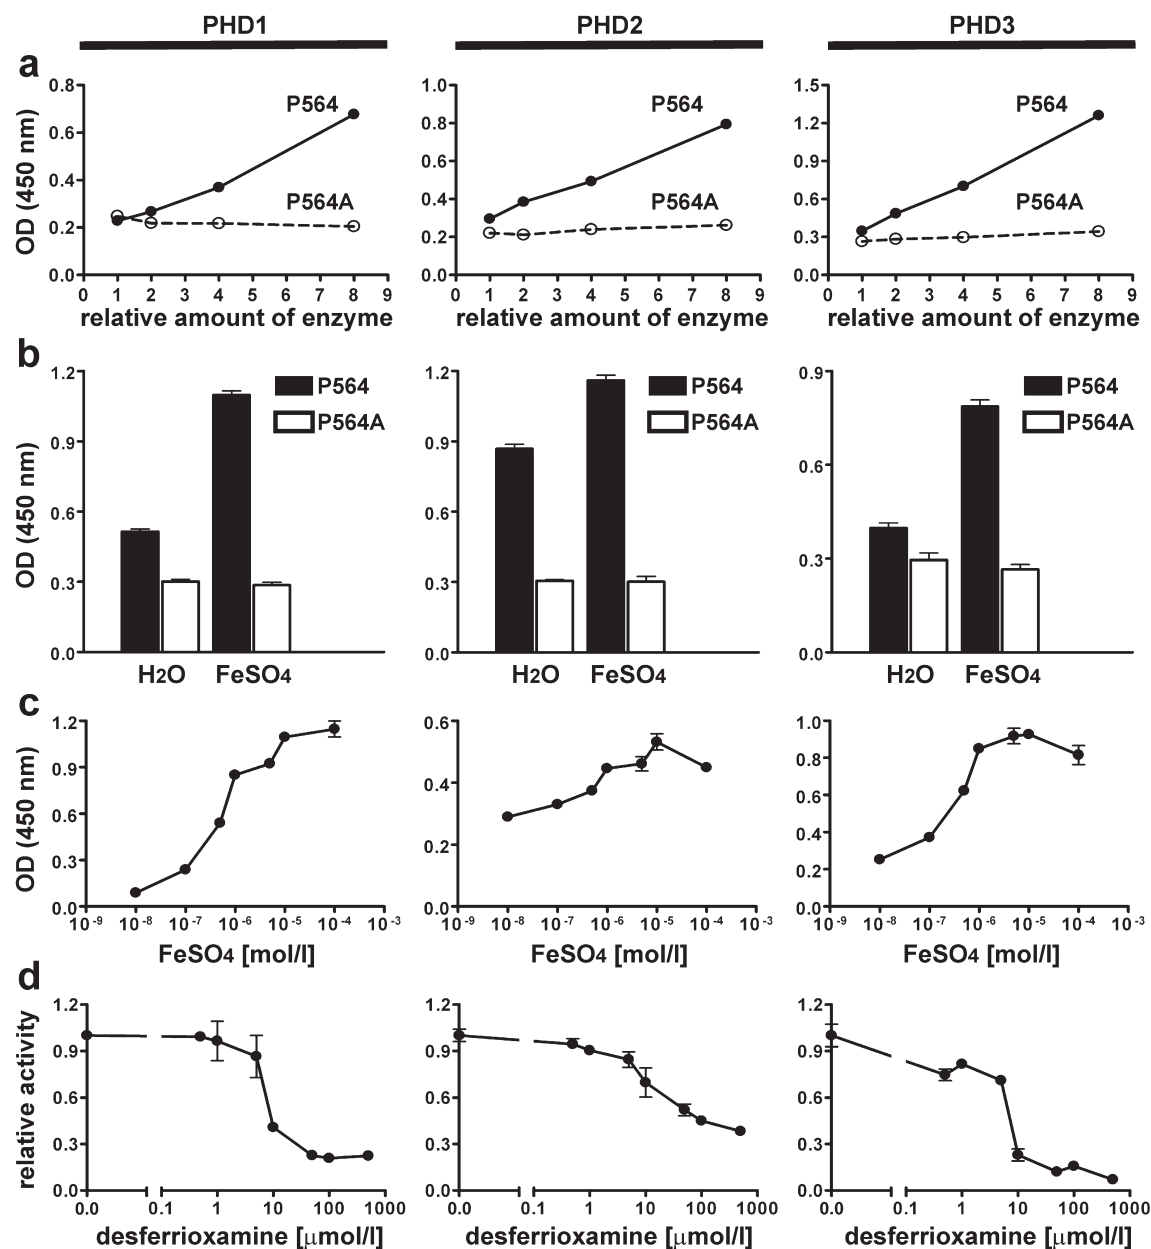 PHD1 PHD2 PHD3
a
0.8 1.0 1.5
P564 P564 P564
0.6 0.8 1.2
0.6 0.9
0.4
P564A P564A P564A
0.4 0.6
0.2
0.2 0.3
0.0 0.0 0.0
OD (450 nm)
0 1 2 3 4 5 6 7 8 9 0 1 2 3 4 5 6 7 8 9 0 1 2 3 4 5 6 7 8 9
relative amount of enzyme relative amount of enzyme relative amount of enzyme
b
1.2 1.2 0.9
P564 P564 P564
P564A P564A P564A
0.9 0.9 0.6
0.6 0.6
0.3 0.3 0.3
0.0 0.0 0.0
OD (450 nm)
H2O FeSO4 H2O FeSO4 H2O FeSO4
c
1.2 0.6 1.0
0.9 0.8
0.4 0.6
0.6
0.4
0.3 0.2
0.2
0.0 0.0 0.0
OD (450 nm)
10-9 10-8 10-7 10-6 10-5 10-4 10-3 10-9 10-8 10-7 10-6 10-5 10-4 10-3 10-9 10-8 10-7 10-6 10-5 10-4 10-3
FeSO4 [mol/l] FeSO4 [mol/l] FeSO4 [mol/l]
d
1.2 1.2 1.2
0.9 0.9 0.9
0.6 0.6 0.6
0.3 0.3 0.3
0.0 0.0 0.0
relative activity
0.0 0.1 1 10 100 1000 0.0 0.1 1 10 100 1000 0.0 0.1 1 10 100 1000
desferrioxamine [µmol/l] desferrioxamine [µmol/l] desferrioxamine [µmol/l]